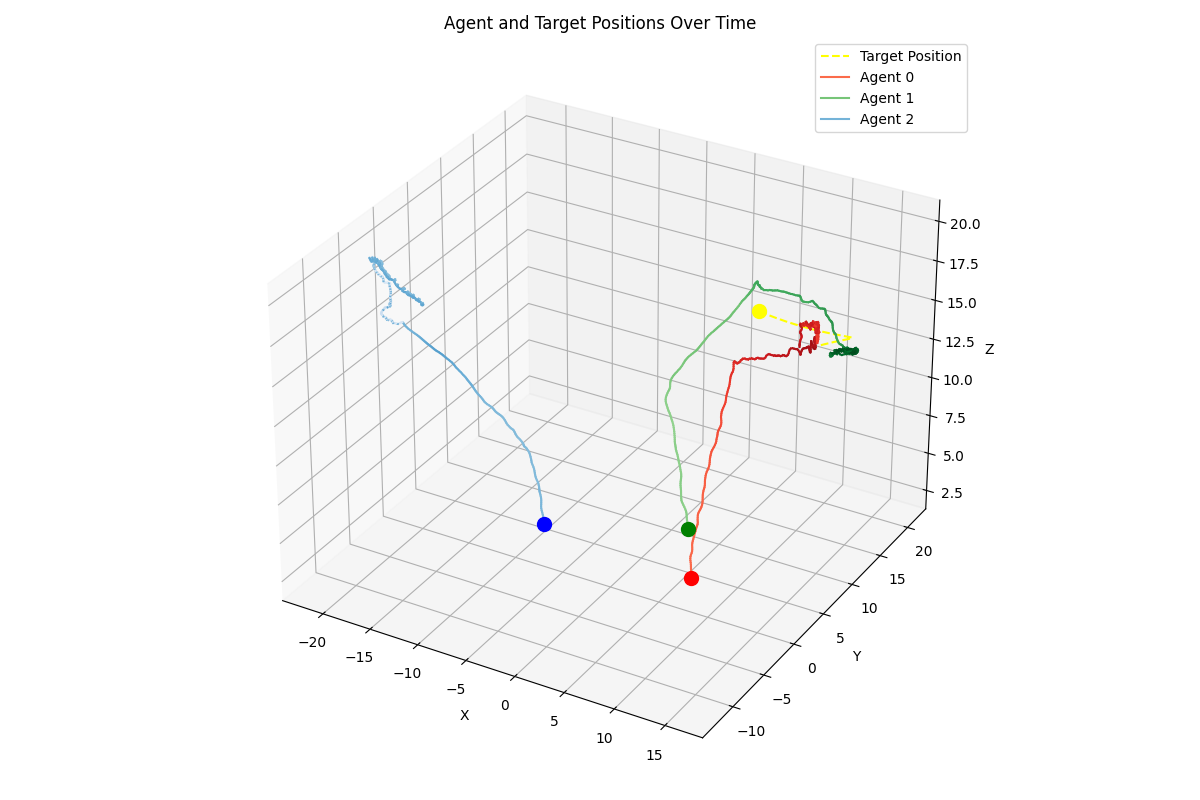 Agent and Target Positions Over Time
Target Position
Agent 0
Agent 1
Agent 2
20.0
17.5
15.0
12.5
Z
10.0
7.5
5.0
2.5
20
15
10
5
Y
0
−5
−10
−20
−15
−10
−5
X
0
5
10
15